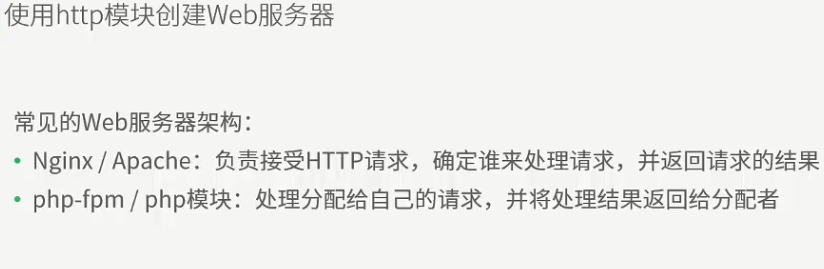 使用http模块创建Web服务器
常见的Web服务器架构：
• Nginx / Apache：负责接受HTTP请求，确定谁来处理请求，并返回请求的结果
• php-fpm / php模块：处理分配给自己的请求，并将处理结果返回给分配者